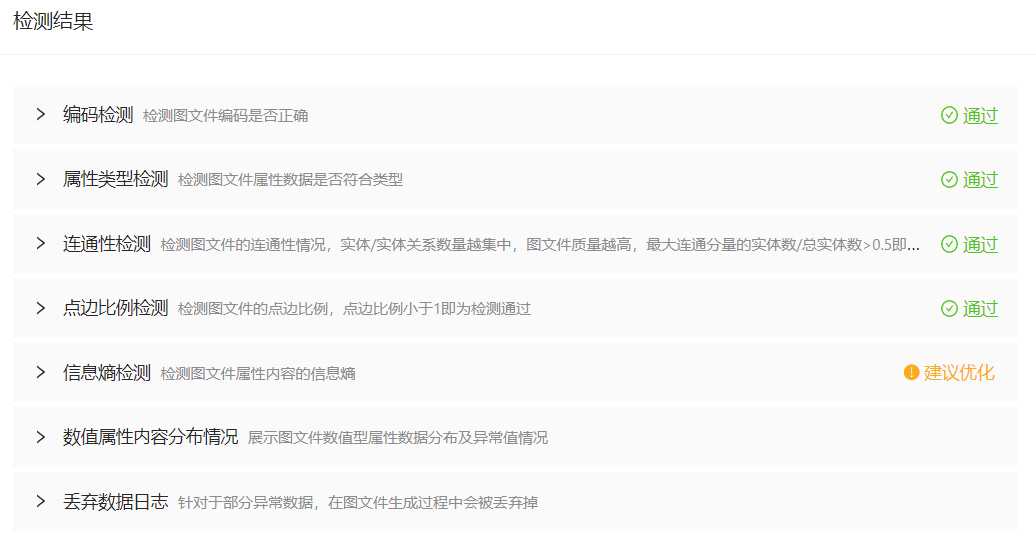 检测结果
编码检测 检测图文件编码是否正确 通过
属性类型检测 检测图文件属性数据是否符合类型 通过
连通性检测 检测图文件的连通性情况，实体/实体关系数量越集中，图文件质量越高，最大连通分量的实体数/总实体数>0.5即... 通过
点边比例检测 检测图文件的点边比例，点边比例小于1即为检测通过 通过
信息熵检测 检测图文件属性内容的信息熵 建议优化
数值属性内容分布情况 展示图文件数值型属性数据分布及异常值情况
丢弃数据日志 针对于部分异常数据，在图文件生成过程中会被丢弃掉